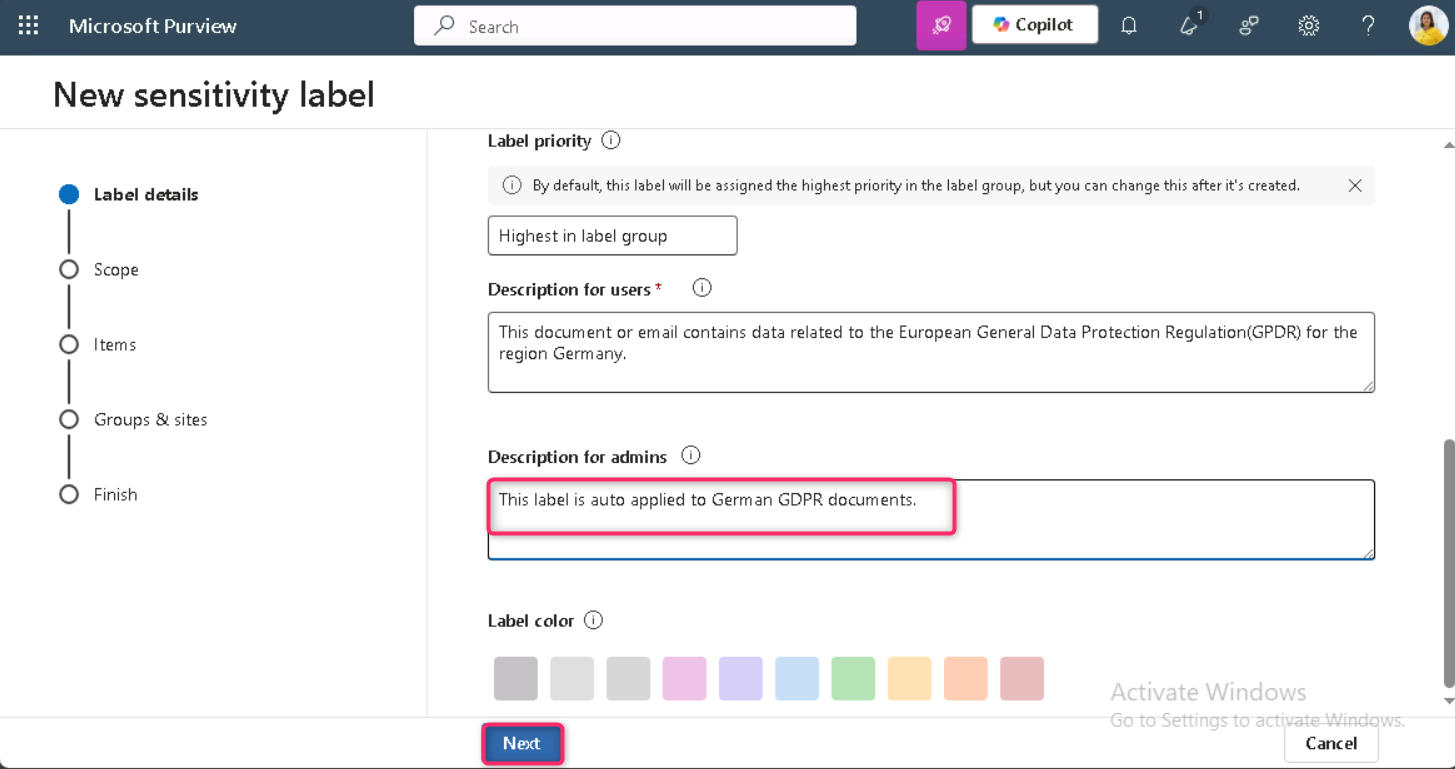 Microsoft Purview
Search
Copilot
1
New sensitivity label
Label details
Scope
Items
Groups & sites
Finish
Label priority
By default, this label will be assigned the highest priority in the label group, but you can change this after it's created.
Highest in label group
Description for users *
This document or email contains data related to the European General Data Protection Regulation(GPDR) for the
region Germany.
Description for admins
This label is auto applied to German GDPR documents.
Label color
Activate Windows
Go to Settings to activate Windows.
Next
Cancel